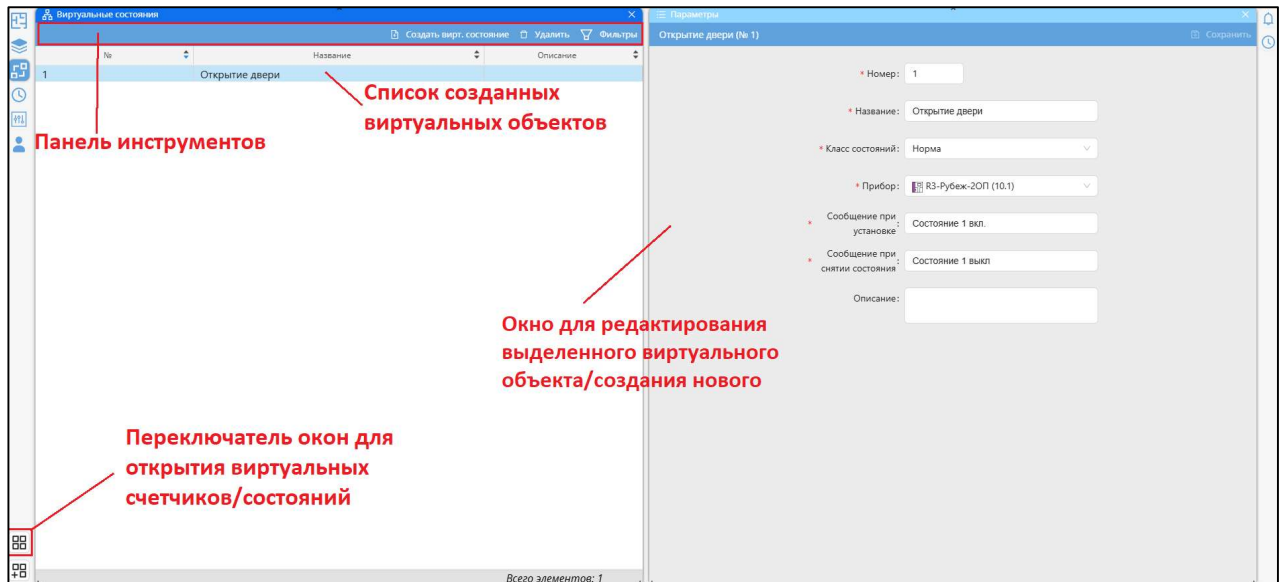 Виртуальные состояния
Создать вирт. состояние Удалить Фильтры
№ Название Описание
1 Открытие двери
Список созданных
виртуальных объектов
Панель инструментов
Переключатель окон для
открытия виртуальных
счетчиков/состояний
Всего элементов: 1
Параметры
Открытие двери (№ 1) Сохранить
* Номер: 1
* Название: Открытие двери
* Класс состояний: Норма
* Прибор: R3-Рубеж-2ОП (10.1)
* Сообщение при
установке: Состояние 1 вкл.
* Сообщение при
снятии состояния: Состояние 1 выкл
Описание:
Окно для редактирования
выделенного виртуального
объекта/создания нового